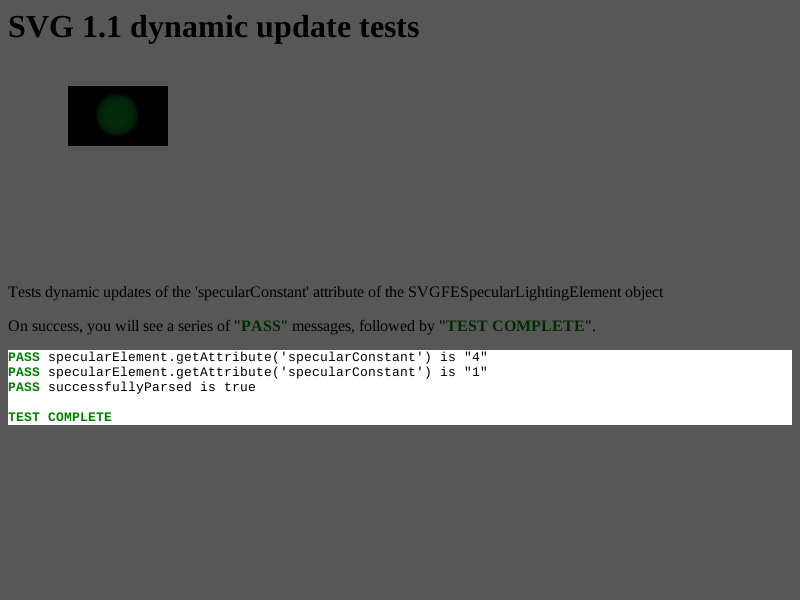 SVG 1.1 dynamic update tests
Tests dynamic updates of the 'specularConstant' attribute of the SVGFESpecularLightingElement object
On success, you will see a series of "PASS" messages, followed by "TEST COMPLETE".
PASS specularElement.getAttribute('specularConstant') is "4"
PASS specularElement.getAttribute('specularConstant') is "1"
PASS successfullyParsed is true
TEST COMPLETE